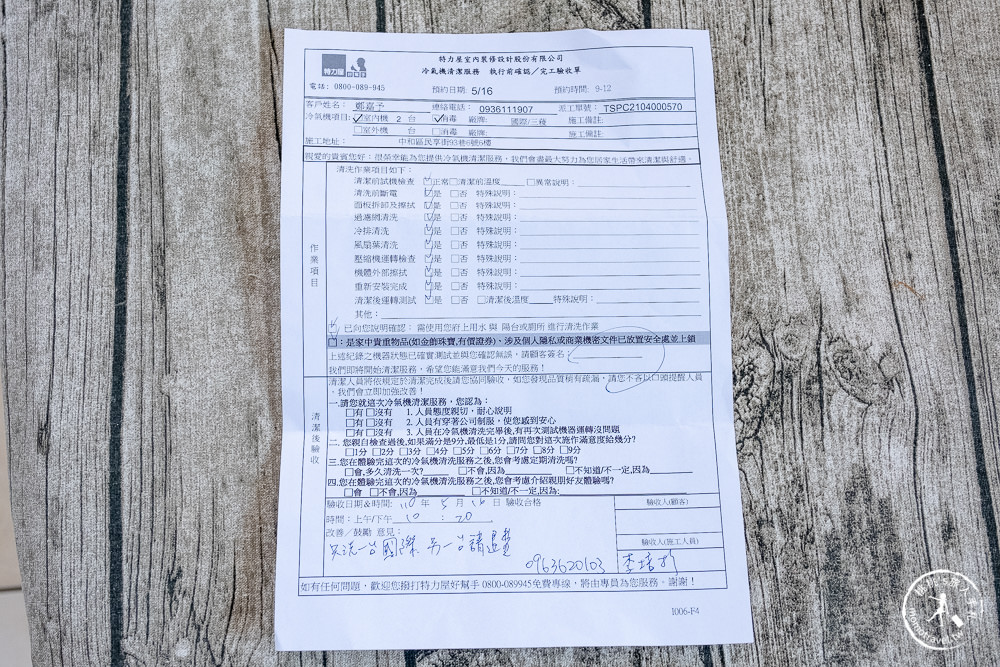 特力屋 好幫手
特力屋室內裝修設計股份有限公司
冷氣機清潔服務 執行前確認／完工驗收單
電話: 0800-089-945 預約日期: 5/16 預約時間: 9-12
客戶姓名： 鄭嘉予 連絡電話： 0936111907 派工單號： TSPC2104000570
冷氣機項目: ☑室內機 2 台 ☑消毒 廠牌: 國際/三菱 施工備註:
□室外機 台 □消毒 廠牌: 施工備註:
施工地址： 中和區民享街93巷6號6樓
親愛的貴賓您好：很榮幸能為您提供冷氣機清潔服務，我們會盡最大努力為您居家生活帶來清潔與舒適。
作業項目
清洗作業項目如下：
清潔前試機檢查 ☑正常□清潔前溫度 □異常說明：
清洗前斷電 ☑是 □否 特殊說明：
面板拆卸及擦拭 ☑是 □否 特殊說明：
過濾網清洗 ☑是 □否 特殊說明：
冷排清洗 ☑是 □否 特殊說明：
風扇葉清洗 ☑是 □否 特殊說明：
壓縮機運轉檢查 ☑是 □否 特殊說明：
機體外部擦拭 ☑是 □否 特殊說明：
重新安裝完成 ☑是 □否 特殊說明：
清潔後運轉測試 ☑是 □否 □清潔後溫度 特殊說明：
其他：
☑ 已向您說明確認： 需使用您府上用水 與 陽台或廁所 進行清洗作業
☑：是家中貴重物品(如金飾珠寶,有價證券)、涉及個人隱私或商業機密文件已放置安全處並上鎖
上述紀錄之機器狀態已確實測試並與您確認無誤，請顧客簽名：
我們即將開始清潔服務，希望您能滿意我們今天的服務！
清潔後驗收
清潔人員將依規定於清潔完成後請您協同驗收，如您發現品質稍有疏漏，請您不吝以口頭提醒人員
，我們會立即加強改善！
一.請您就這次冷氣機清潔服務，您認為：
□有 □沒有 1. 人員態度親切，耐心說明
□有 □沒有 2. 人員有穿著公司制服，使您感到安心
□有 □沒有 3. 人員在冷氣機清洗完畢後,有再次測試機器運轉沒問題
二. 您親自檢查過後,如果滿分是9分,最低是1分,請問您對這次施作滿意度給幾分?
□1分 □2分 □3分 □4分 □5分 □6分 □7分 □8分 □9分
三.您在體驗完這次的冷氣機清洗服務之後,您會考慮定期清洗嗎?
□會,多久清洗一次? □不會,因為 □不知道/不一定,因為
四.您在體驗完這次的冷氣機清洗服務之後,您會考慮介紹親朋好友體驗嗎?
□會 □不會,因為 □不知道/不一定,因為:
驗收日期&時間: 110 年 5 月 16 日 驗收合格 驗收人(顧客)
時間：上午/下午 10 : 20
改善／鼓勵 意見： 驗收人(施工人員)
只洗一台國際 另一台請退費
0963620103
如有任何問題，歡迎您撥打特力屋好幫手 0800-089945免費專線，將由專員為您服務。謝謝！
I006-F4